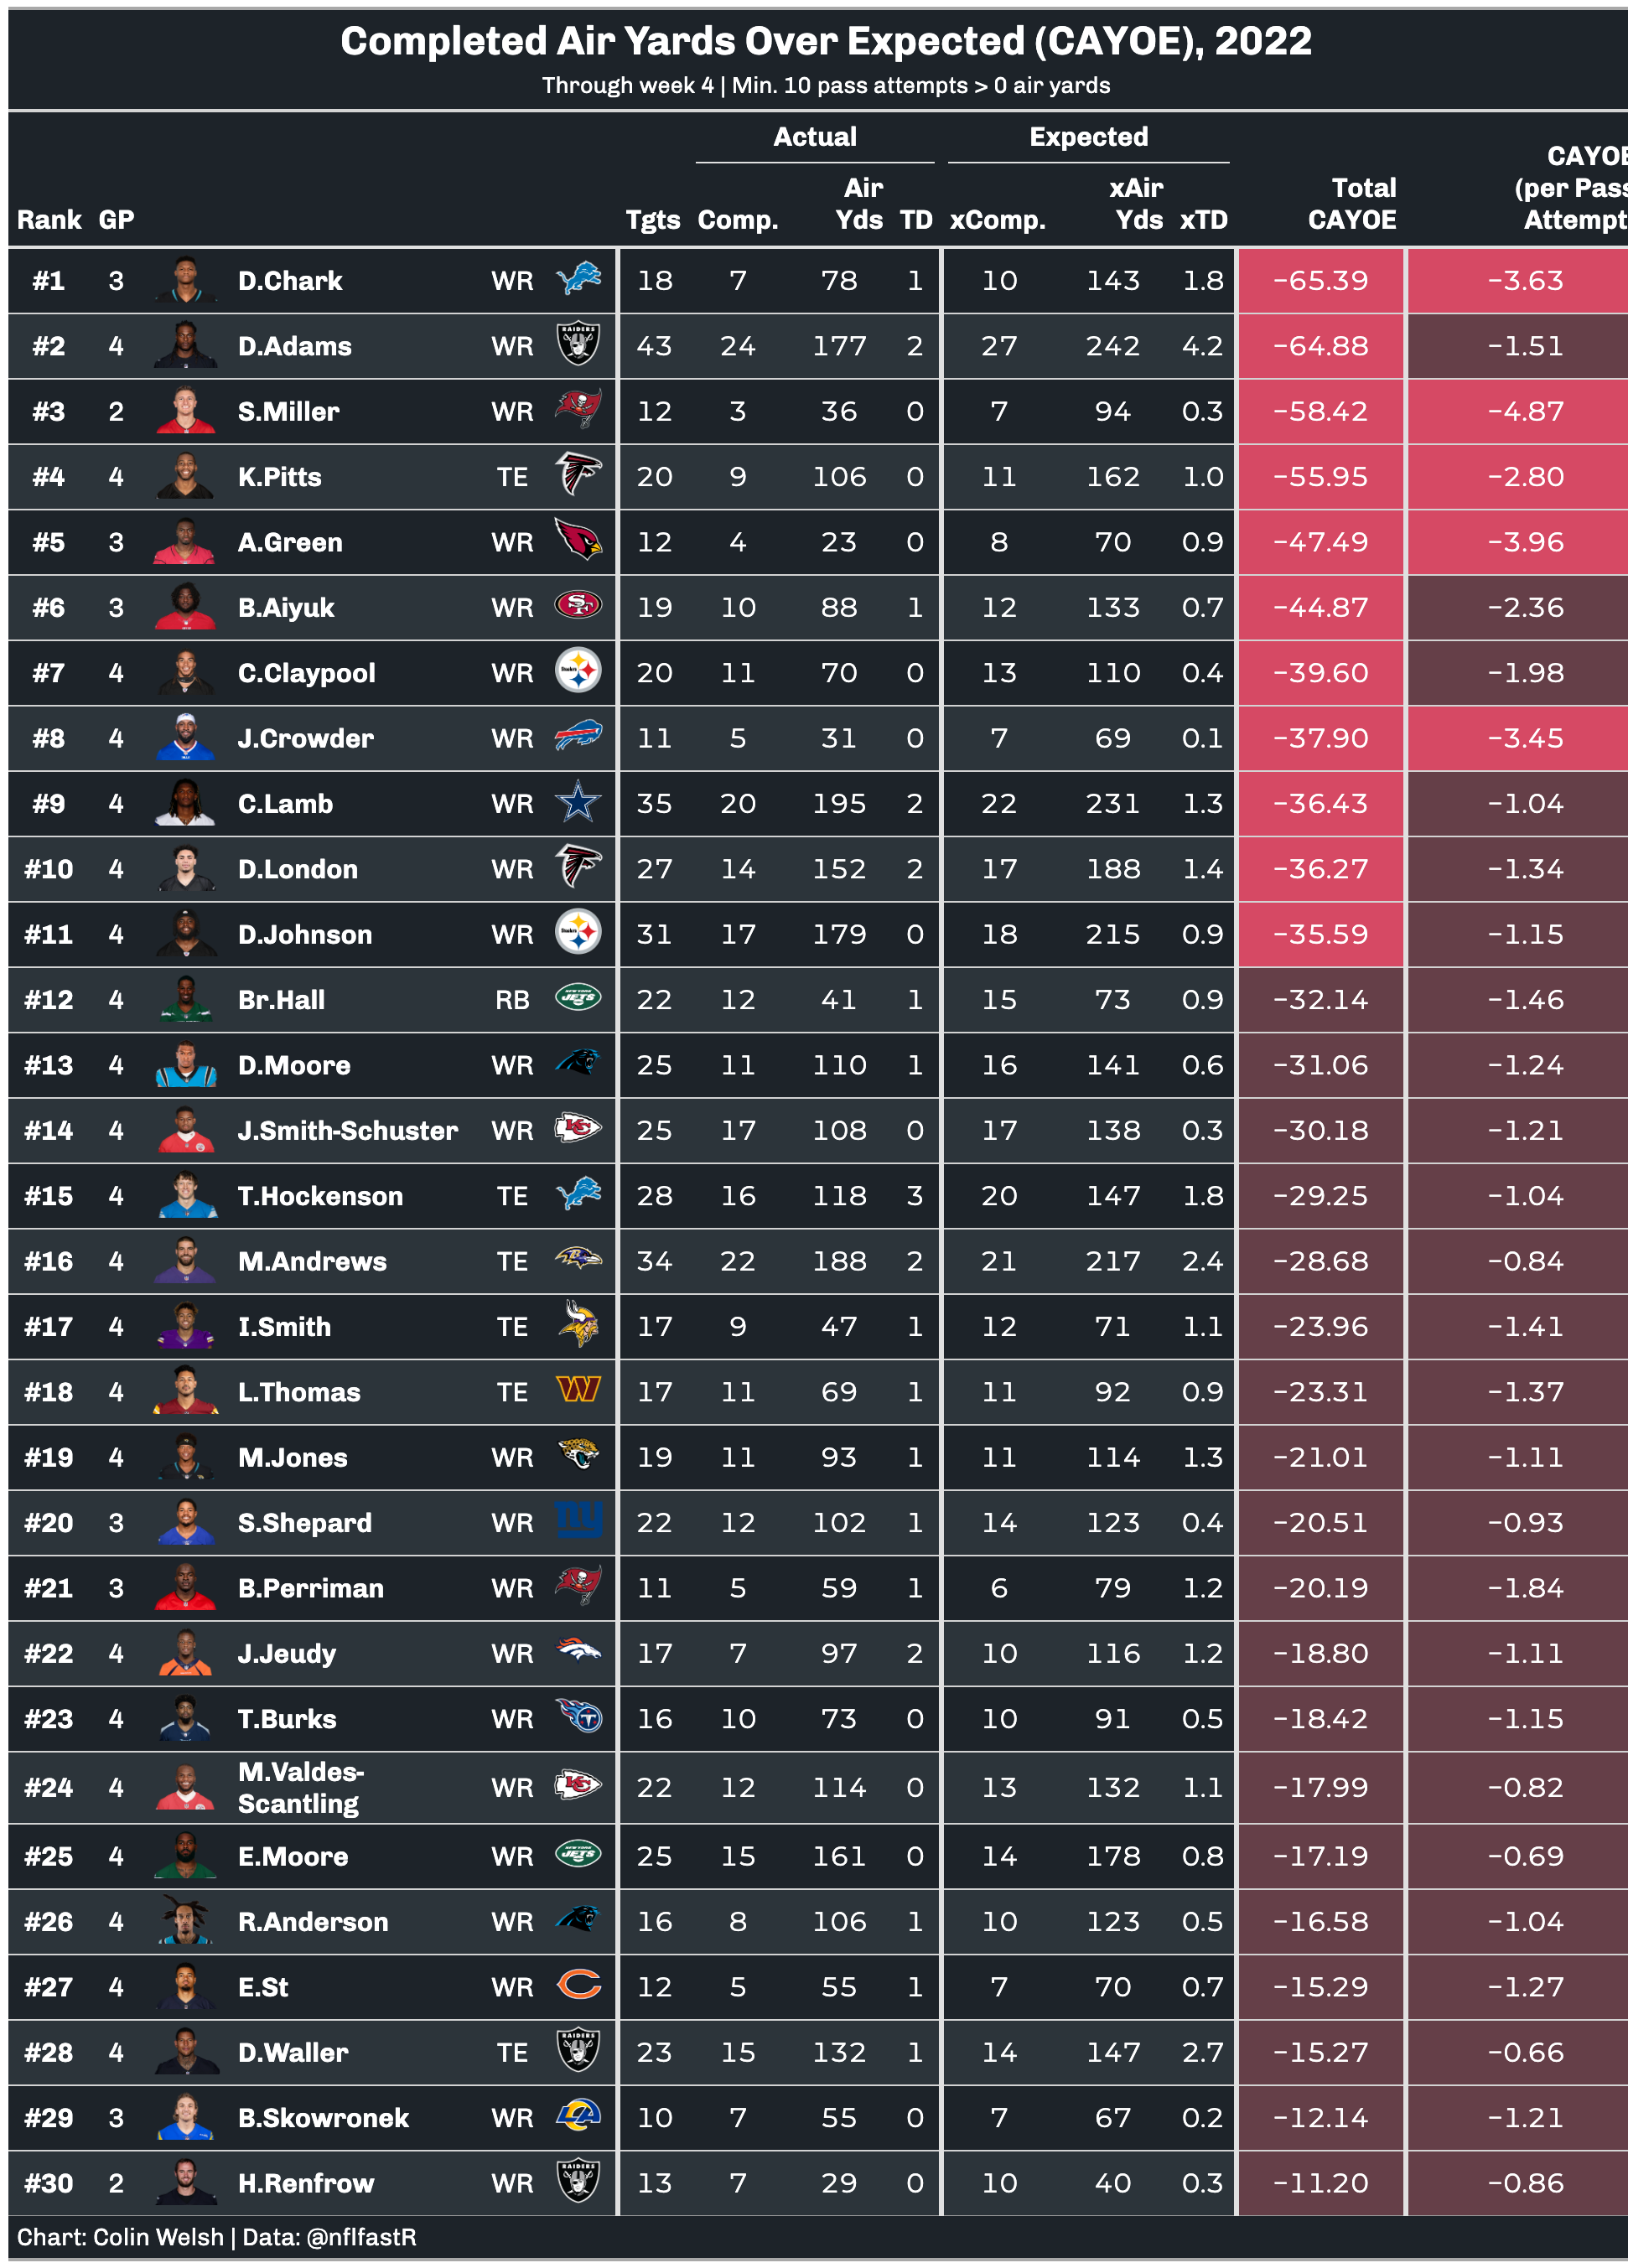 Completed Air Yards Over Expected (CAYOE), 2022
Through week 4 | Min. 10 pass attempts > 0 air yards
Actual Expected
Rank GP Tgts Comp. Air Yds TD xComp. xAir Yds xTD Total CAYOE CAYOE (per Pass Attempt
#1 3 D.Chark WR 18 7 78 1 10 143 1.8 −65.39 −3.63
#2 4 D.Adams WR RAIDERS 43 24 177 2 27 242 4.2 −64.88 −1.51
#3 2 S.Miller WR 12 3 36 0 7 94 0.3 −58.42 −4.87
#4 4 K.Pitts TE 20 9 106 0 11 162 1.0 −55.95 −2.80
#5 3 A.Green WR 12 4 23 0 8 70 0.9 −47.49 −3.96
#6 3 B.Aiyuk WR SF 19 10 88 1 12 133 0.7 −44.87 −2.36
#7 4 C.Claypool WR Steelers 20 11 70 0 13 110 0.4 −39.60 −1.98
#8 4 J.Crowder WR 11 5 31 0 7 69 0.1 −37.90 −3.45
#9 4 C.Lamb WR 35 20 195 2 22 231 1.3 −36.43 −1.04
#10 4 D.London WR 27 14 152 2 17 188 1.4 −36.27 −1.34
#11 4 D.Johnson WR Steelers 31 17 179 0 18 215 0.9 −35.59 −1.15
#12 4 Br.Hall RB NEW YORK JETS 22 12 41 1 15 73 0.9 −32.14 −1.46
#13 4 D.Moore WR 25 11 110 1 16 141 0.6 −31.06 −1.24
#14 4 J.Smith-Schuster WR KC 25 17 108 0 17 138 0.3 −30.18 −1.21
#15 4 T.Hockenson TE 28 16 118 3 20 147 1.8 −29.25 −1.04
#16 4 M.Andrews TE B 34 22 188 2 21 217 2.4 −28.68 −0.84
#17 4 I.Smith TE 17 9 47 1 12 71 1.1 −23.96 −1.41
#18 4 L.Thomas TE W 17 11 69 1 11 92 0.9 −23.31 −1.37
#19 4 M.Jones WR 19 11 93 1 11 114 1.3 −21.01 −1.11
#20 3 S.Shepard WR ny 22 12 102 1 14 123 0.4 −20.51 −0.93
#21 3 B.Perriman WR 11 5 59 1 6 79 1.2 −20.19 −1.84
#22 4 J.Jeudy WR 17 7 97 2 10 116 1.2 −18.80 −1.11
#23 4 T.Burks WR T 16 10 73 0 10 91 0.5 −18.42 −1.15
#24 4 M.Valdes-
Scantling WR KC 22 12 114 0 13 132 1.1 −17.99 −0.82
#25 4 E.Moore WR NEW YORK JETS 25 15 161 0 14 178 0.8 −17.19 −0.69
#26 4 R.Anderson WR 16 8 106 1 10 123 0.5 −16.58 −1.04
#27 4 E.St WR C 12 5 55 1 7 70 0.7 −15.29 −1.27
#28 4 D.Waller TE RAIDERS 23 15 132 1 14 147 2.7 −15.27 −0.66
#29 3 B.Skowronek WR LA 10 7 55 0 7 67 0.2 −12.14 −1.21
#30 2 H.Renfrow WR RAIDERS 13 7 29 0 10 40 0.3 −11.20 −0.86
Chart: Colin Welsh | Data: @nflfastR